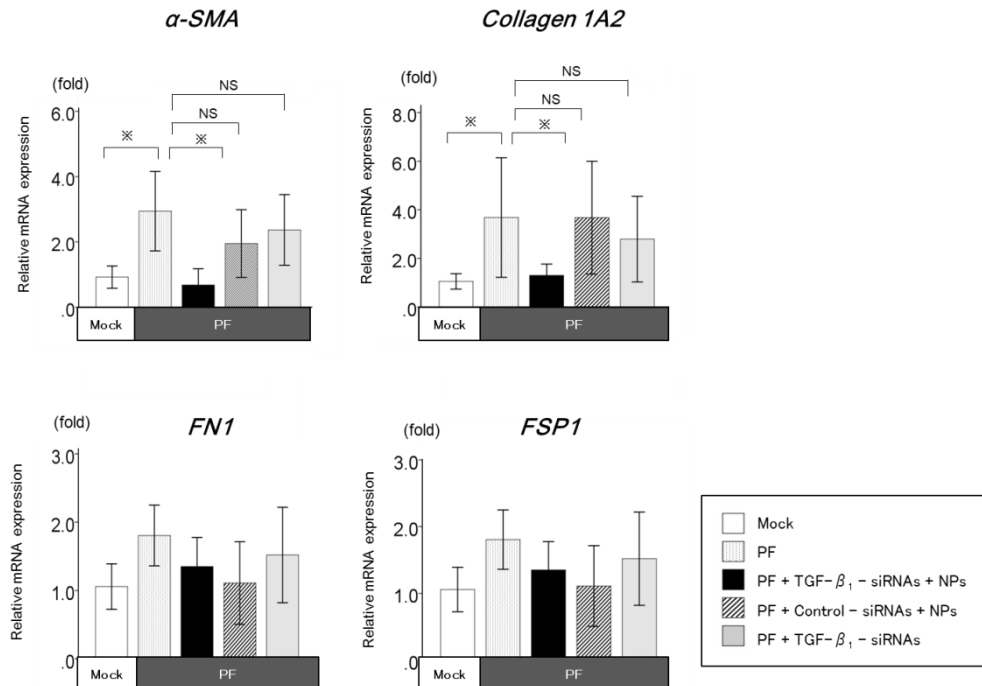 α-SMA
(fold)
Relative mRNA expression
6.0
4.0
2.0
.0
※
※
NS
NS
Mock
PF
Collagen 1A2
(fold)
Relative mRNA expression
8.0
6.0
4.0
2.0
.0
※
※
NS
NS
Mock
PF
FN1
(fold)
Relative mRNA expression
3.0
2.0
1.0
.0
Mock
PF
FSP1
(fold)
Relative mRNA expression
3.0
2.0
1.0
.0
Mock
PF
Mock
PF
PF + TGF-β₁-siRNAs + NPs
PF + Control-siRNAs + NPs
PF + TGF-β₁-siRNAs